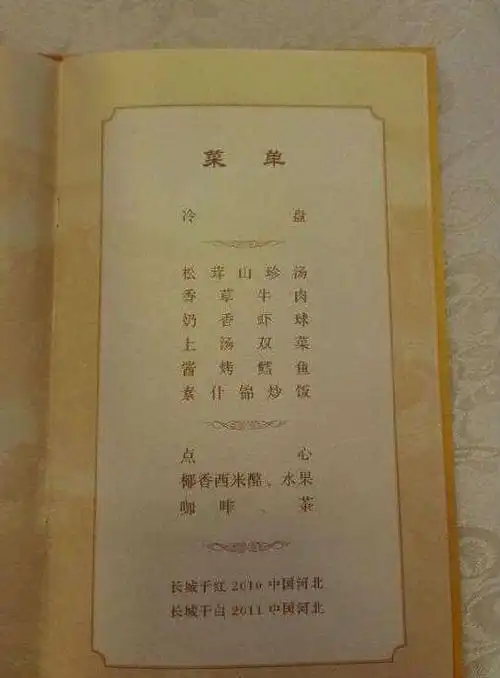 菜单
冷盘
松茸山珍汤
香草牛肉
奶香虾球
上汤双菜
酱烤鳕鱼
素什锦炒饭
点心
椰香西米酪、水果
咖啡、茶
长城干红 2010 中国河北
长城干白 2011 中国河北